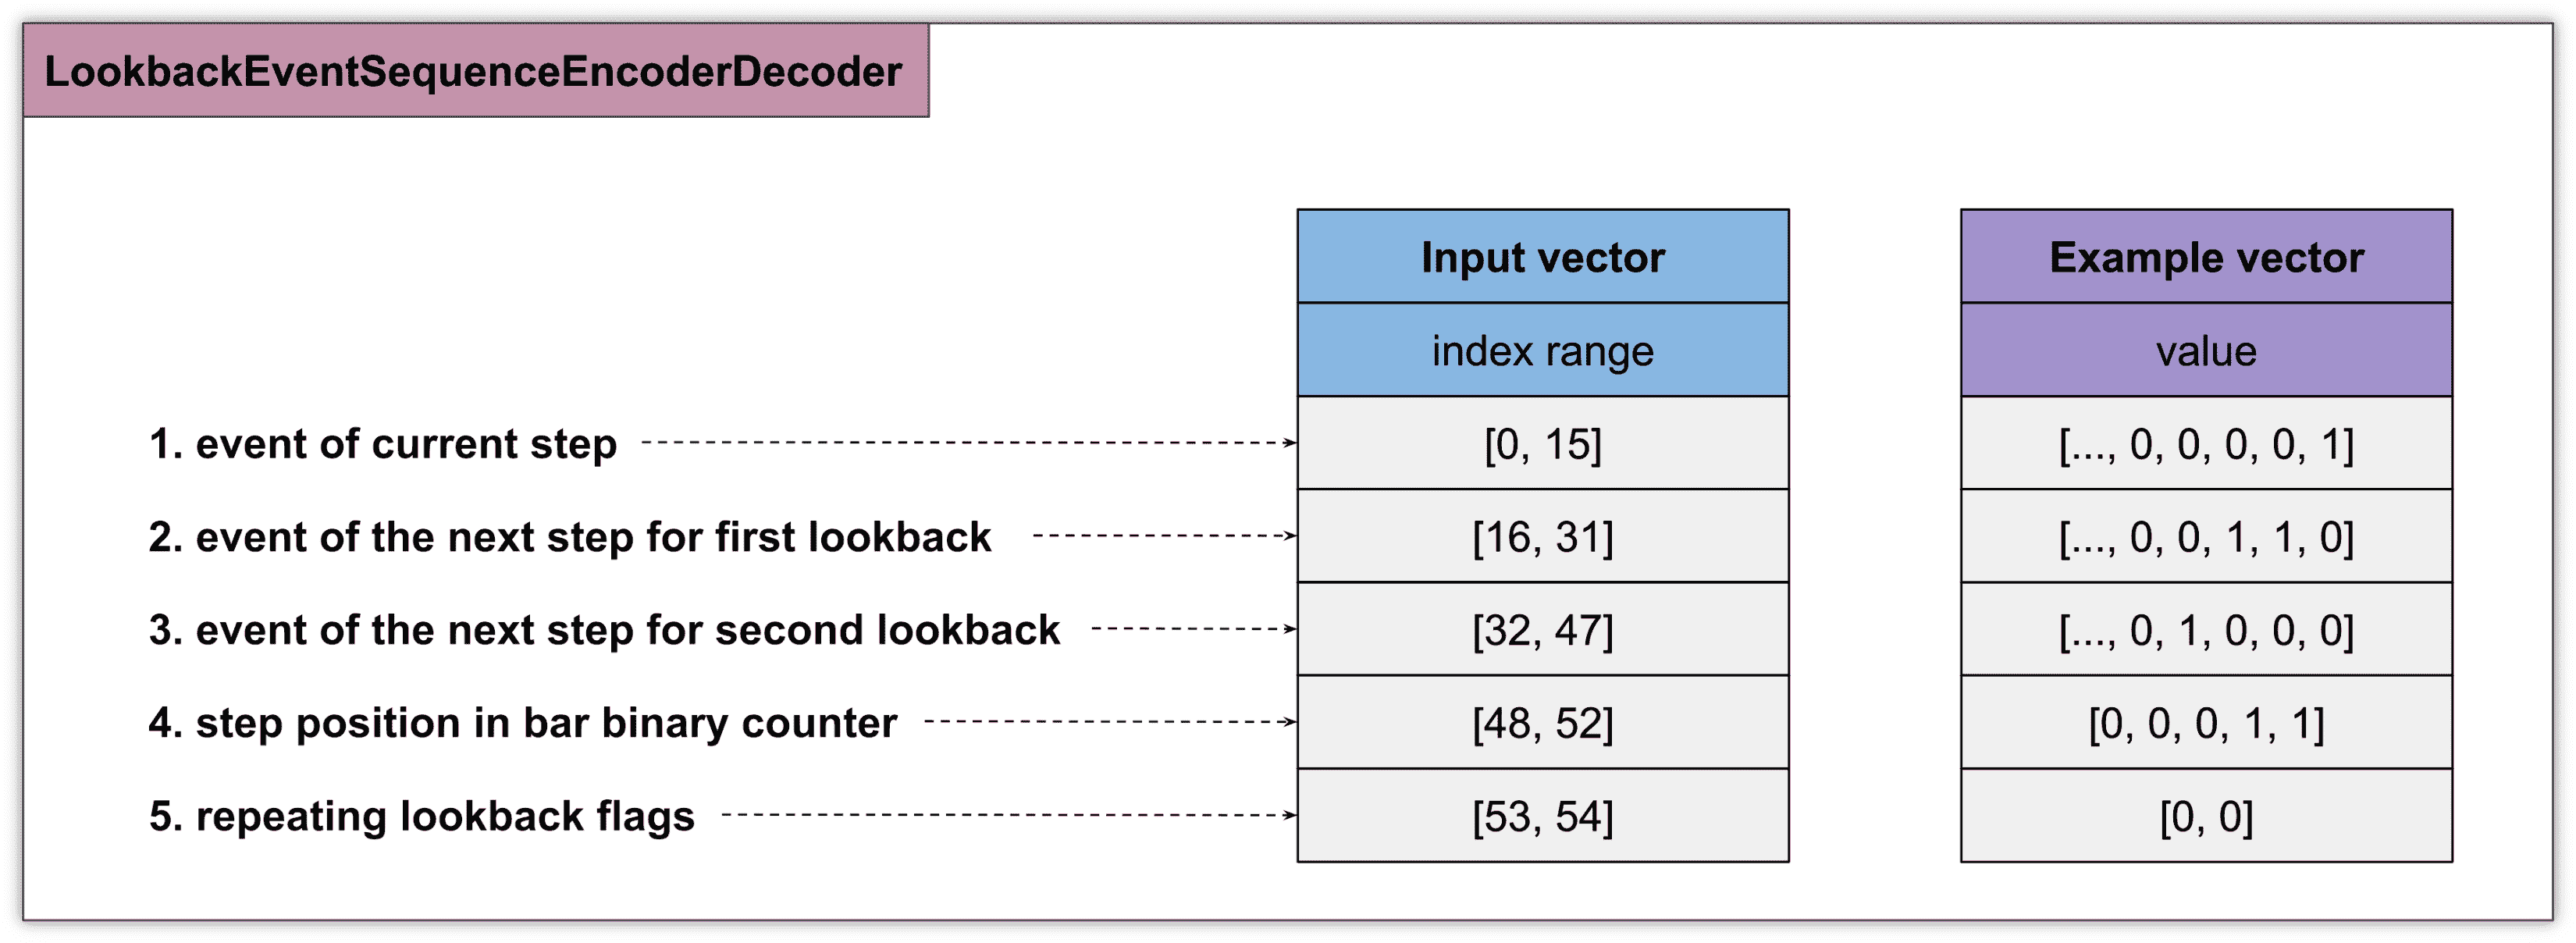 LookbackEventSequenceEncoderDecoder
Input vector Example vector
index range value
1. event of current step [0, 15] [..., 0, 0, 0, 0, 1]
2. event of the next step for first lookback [16, 31] [..., 0, 0, 1, 1, 0]
3. event of the next step for second lookback [32, 47] [..., 0, 1, 0, 0, 0]
4. step position in bar binary counter [48, 52] [0, 0, 0, 1, 1]
5. repeating lookback flags [53, 54] [0, 0]